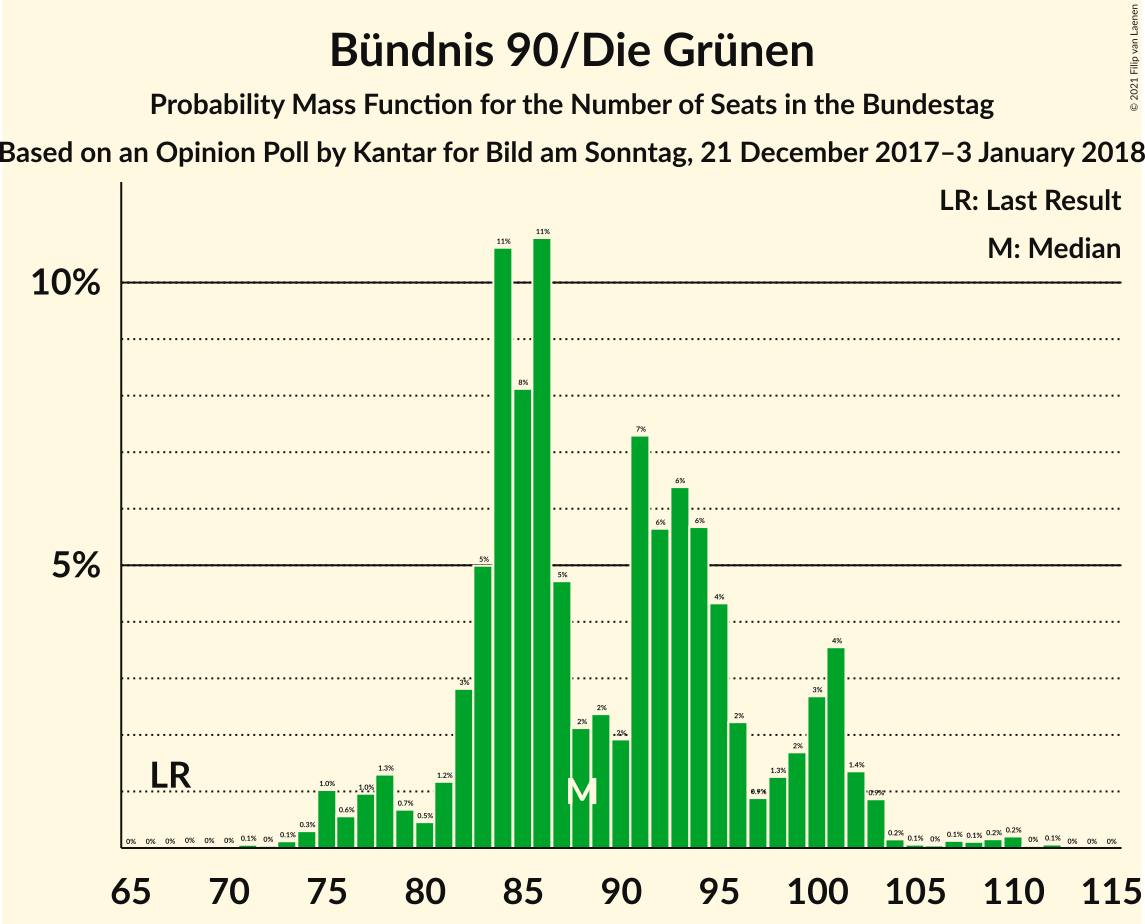 Bündnis 90/Die Grünen
Probability Mass Function for the Number of Seats in the Bundestag
Based on an Opinion Poll by Kantar for Bild am Sonntag, 21 December 2017–3 January 2018
© 2021 Filip van Laenen
LR: Last Result
M: Median
10%
5%
LR
M
0% 0% 0% 0% 0% 0% 0.1% 0% 0.1% 0.3% 1.0% 0.6% 1.0% 1.3% 0.7% 0.5% 1.2% 3% 5% 11% 8% 11% 5% 2% 2% 2% 7% 6% 6% 6% 4% 2% 0.9% 1.3% 2% 3% 4% 1.4% 0.9% 0.2% 0.1% 0% 0.1% 0.1% 0.2% 0.2% 0% 0.1% 0% 0% 0%
65 70 75 80 85 90 95 100 105 110 115